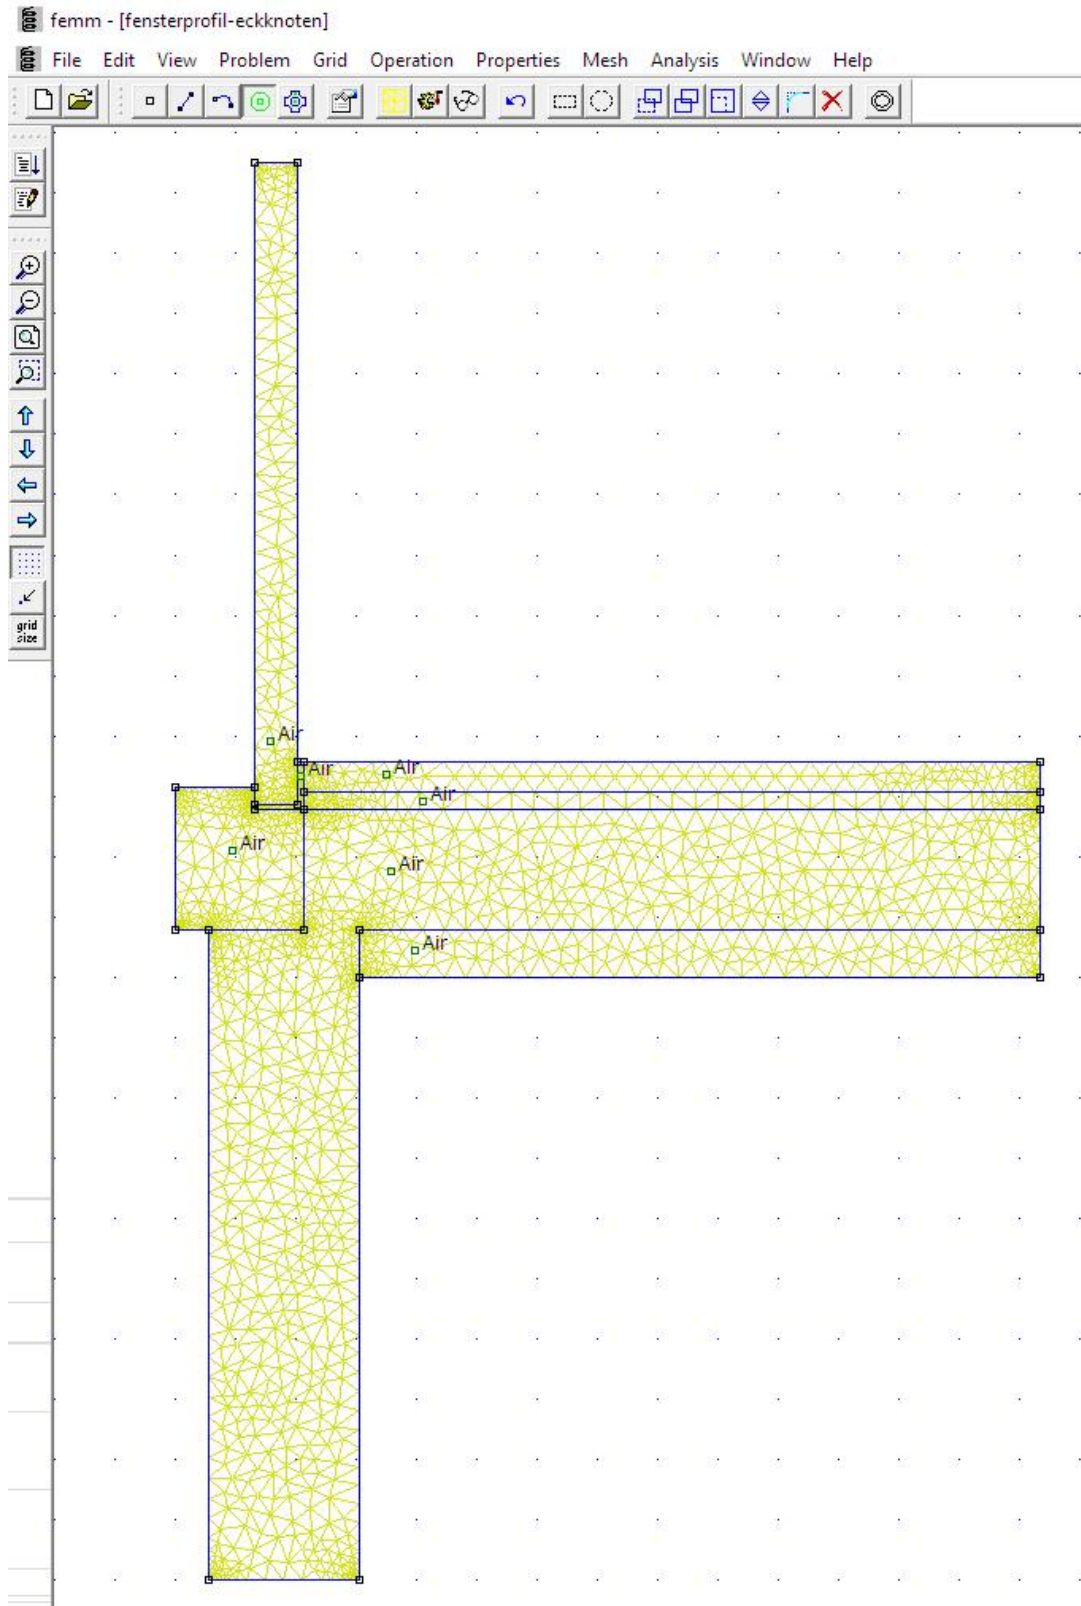 femm - [fensterprofil-eckknoten]
File Edit View Problem Grid Operation Properties Mesh Analysis Window Help
grid
size
Air
Air
Air
Air
Air
Air
Air